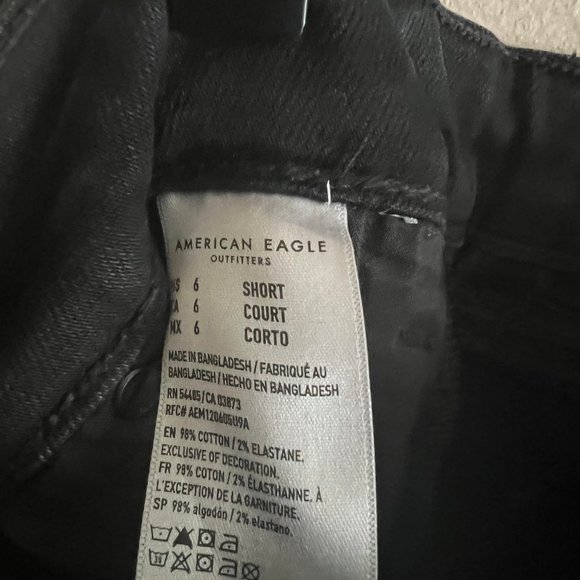 AMERICAN EAGLE
OUTFITTERS
6 SHORT
6 COURT
MX 6 CORTO
MADE IN BANGLADESH / FABRIQUÉ AU
BANGLADESH / HECHO EN BANGLADESH
RN 54485/CA 03873
RFC# AEM120605U9A
EN 98% COTTON / 2% ELASTANE,
EXCLUSIVE OF DECORATION.
FR 98% COTON / 2% ÉLASTHANNE, À
L'EXCEPTION DE LA GARNITURE.
SP 98% algodón / 2% elastano.